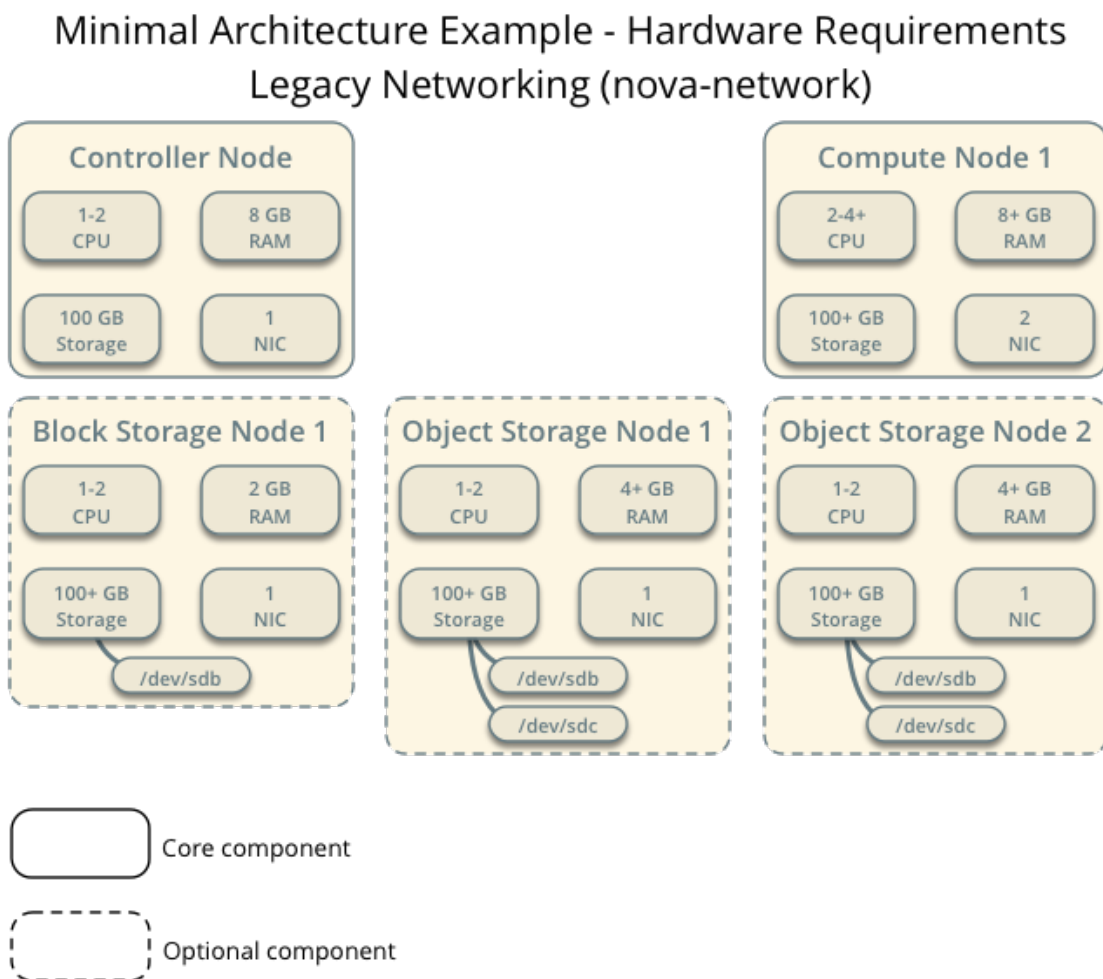 Minimal Architecture Example - Hardware Requirements
Legacy Networking (nova-network)
Controller Node
1-2
CPU
8 GB
RAM
100 GB
Storage
1
NIC
Compute Node 1
2-4+
CPU
8+ GB
RAM
100+ GB
Storage
2
NIC
Block Storage Node 1
1-2
CPU
2 GB
RAM
100+ GB
Storage
1
NIC
/dev/sdb
Object Storage Node 1
1-2
CPU
4+ GB
RAM
100+ GB
Storage
1
NIC
/dev/sdb
/dev/sdc
Object Storage Node 2
1-2
CPU
4+ GB
RAM
100+ GB
Storage
1
NIC
/dev/sdb
/dev/sdc
Core component
Optional component